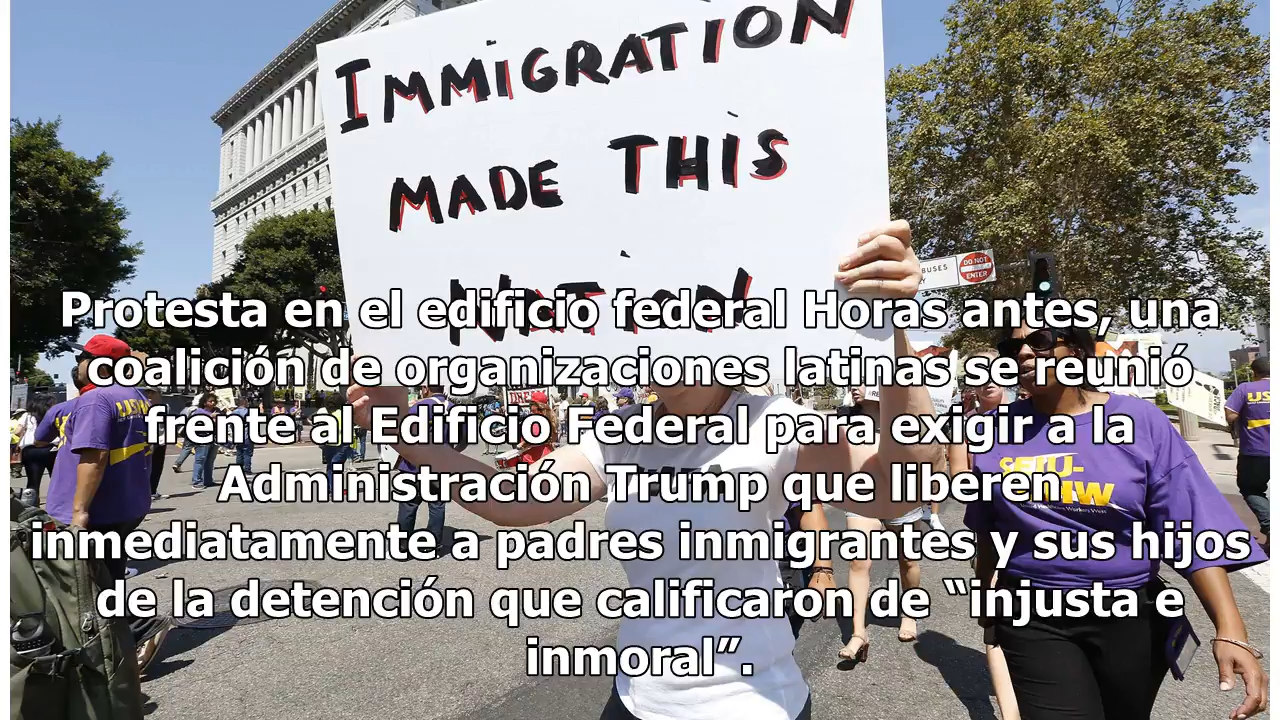 IMMIGRATION
MADE THIS
NATION
BUSES
DO NOT
ENTER
Protesta en el edificio federal Horas antes, una
coalición de organizaciones latinas se reunió
frente al Edificio Federal para exigir a la
Administración Trump que liberen
inmediatamente a padres inmigrantes y sus hijos
de la detención que calificaron de “injusta e
inmoral”.
SEIU-
UHW